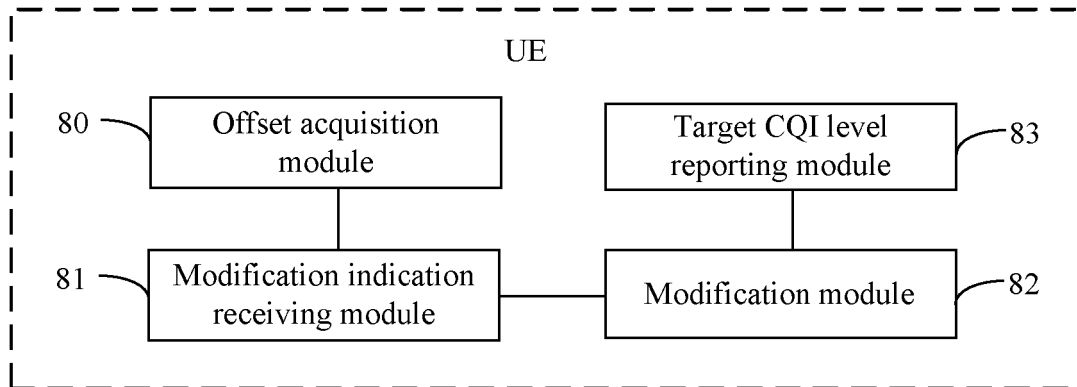 UE
80
Offset acquisition
module
Target CQI level
reporting module
83
81
Modification indication
receiving module
Modification module
82